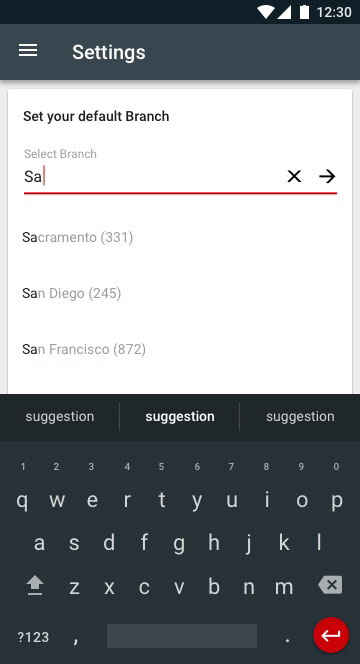 12:30
Settings
Set your default Branch
Select Branch
Sa
Sacramento (331)
San Diego (245)
San Francisco (872)
suggestion suggestion suggestion
1 2 3 4 5 6 7 8 9 0
q w e r t y u i o p
a s d f g h j k l
z x c v b n m
?123 , .